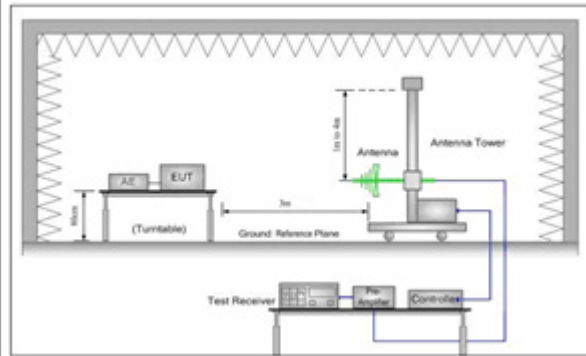 1m to 4m
Antenna
Antenna Tower
AE
EUT
80cm
(Turntable)
3m
Ground Reference Plane
Test Receiver
Pre-
Amplifier
Controller